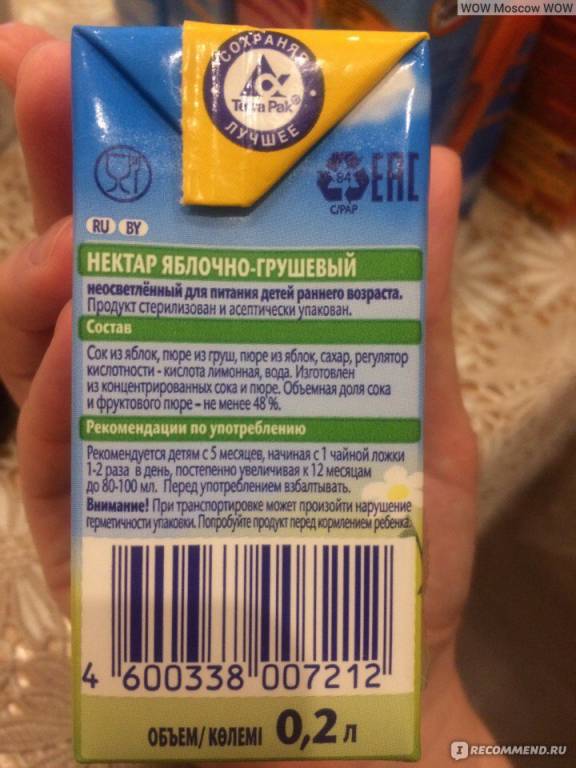 WOW Moscow WOW
СОХРАНЯЕТ
Tetra Pak®
ЛУЧШЕЕ
84
C/PAP
EAC
RU BY
НЕКТАР ЯБЛОЧНО-ГРУШЕВЫЙ
неосветлённый для питания детей раннего возраста.
Продукт стерилизован и асептически упакован.
Состав
Сок из яблок, пюре из груш, пюре из яблок, сахар, регулятор
кислотности - кислота лимонная, вода. Изготовлен
из концентрированных сока и пюре. Объемная доля сока
и фруктового пюре – не менее 48 %.
Рекомендации по употреблению
Рекомендуется детям с 5 месяцев, начиная с 1 чайной ложки
1-2 раза в день, постепенно увеличивая к 12 месяцам
до 80-100 мл. Перед употреблением взбалтывать.
Внимание! При транспортировке может произойти нарушение
герметичности упаковки. Попробуйте продукт перед кормлением ребенка.
4 600338 007212
ОБЪЕМ/ КӨЛЕМІ 0,2 л
IRECOMMEND.RU